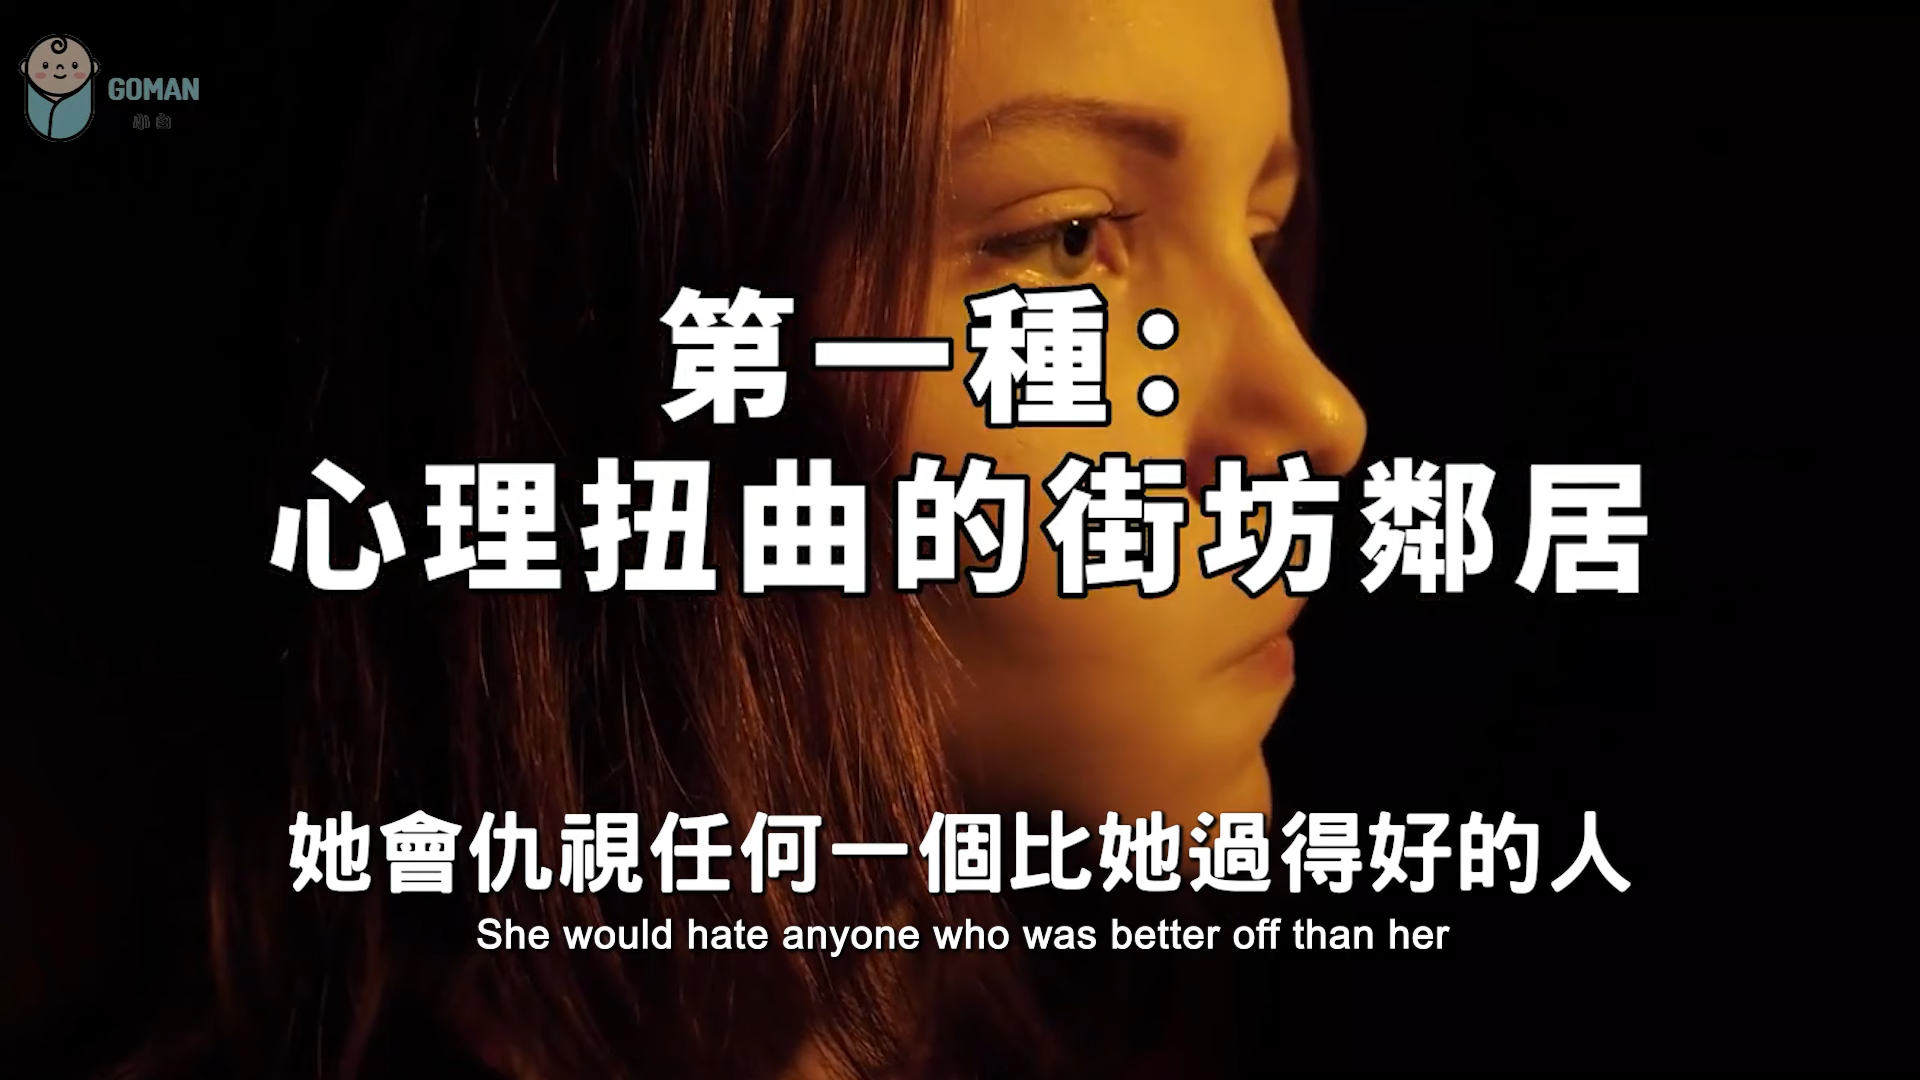 GOMAN
小白
第一種：
心理扭曲的街坊鄰居
她會仇視任何一個比她過得好的人
She would hate anyone who was better off than her